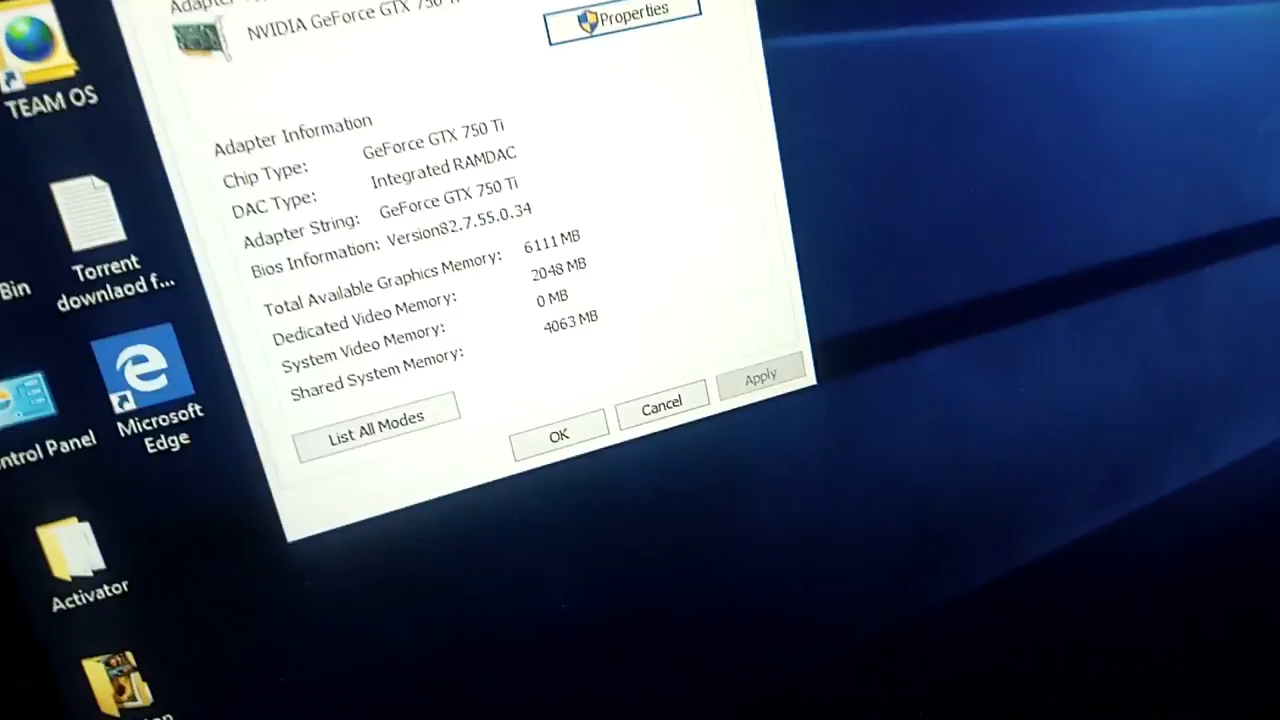 Adapter
NVIDIA GeForce GTX 750 Ti
Properties
Adapter Information
Chip Type: GeForce GTX 750 Ti
DAC Type: Integrated RAMDAC
Adapter String: GeForce GTX 750 Ti
Bios Information: Version82.7.55.0.34
Total Available Graphics Memory: 6111 MB
Dedicated Video Memory: 2048 MB
System Video Memory: 0 MB
Shared System Memory: 4063 MB
List All Modes
OK
Cancel
Apply
TEAM OS
Torrent
downlaod f...
Bin
Microsoft
Edge
ntrol Panel
Activator